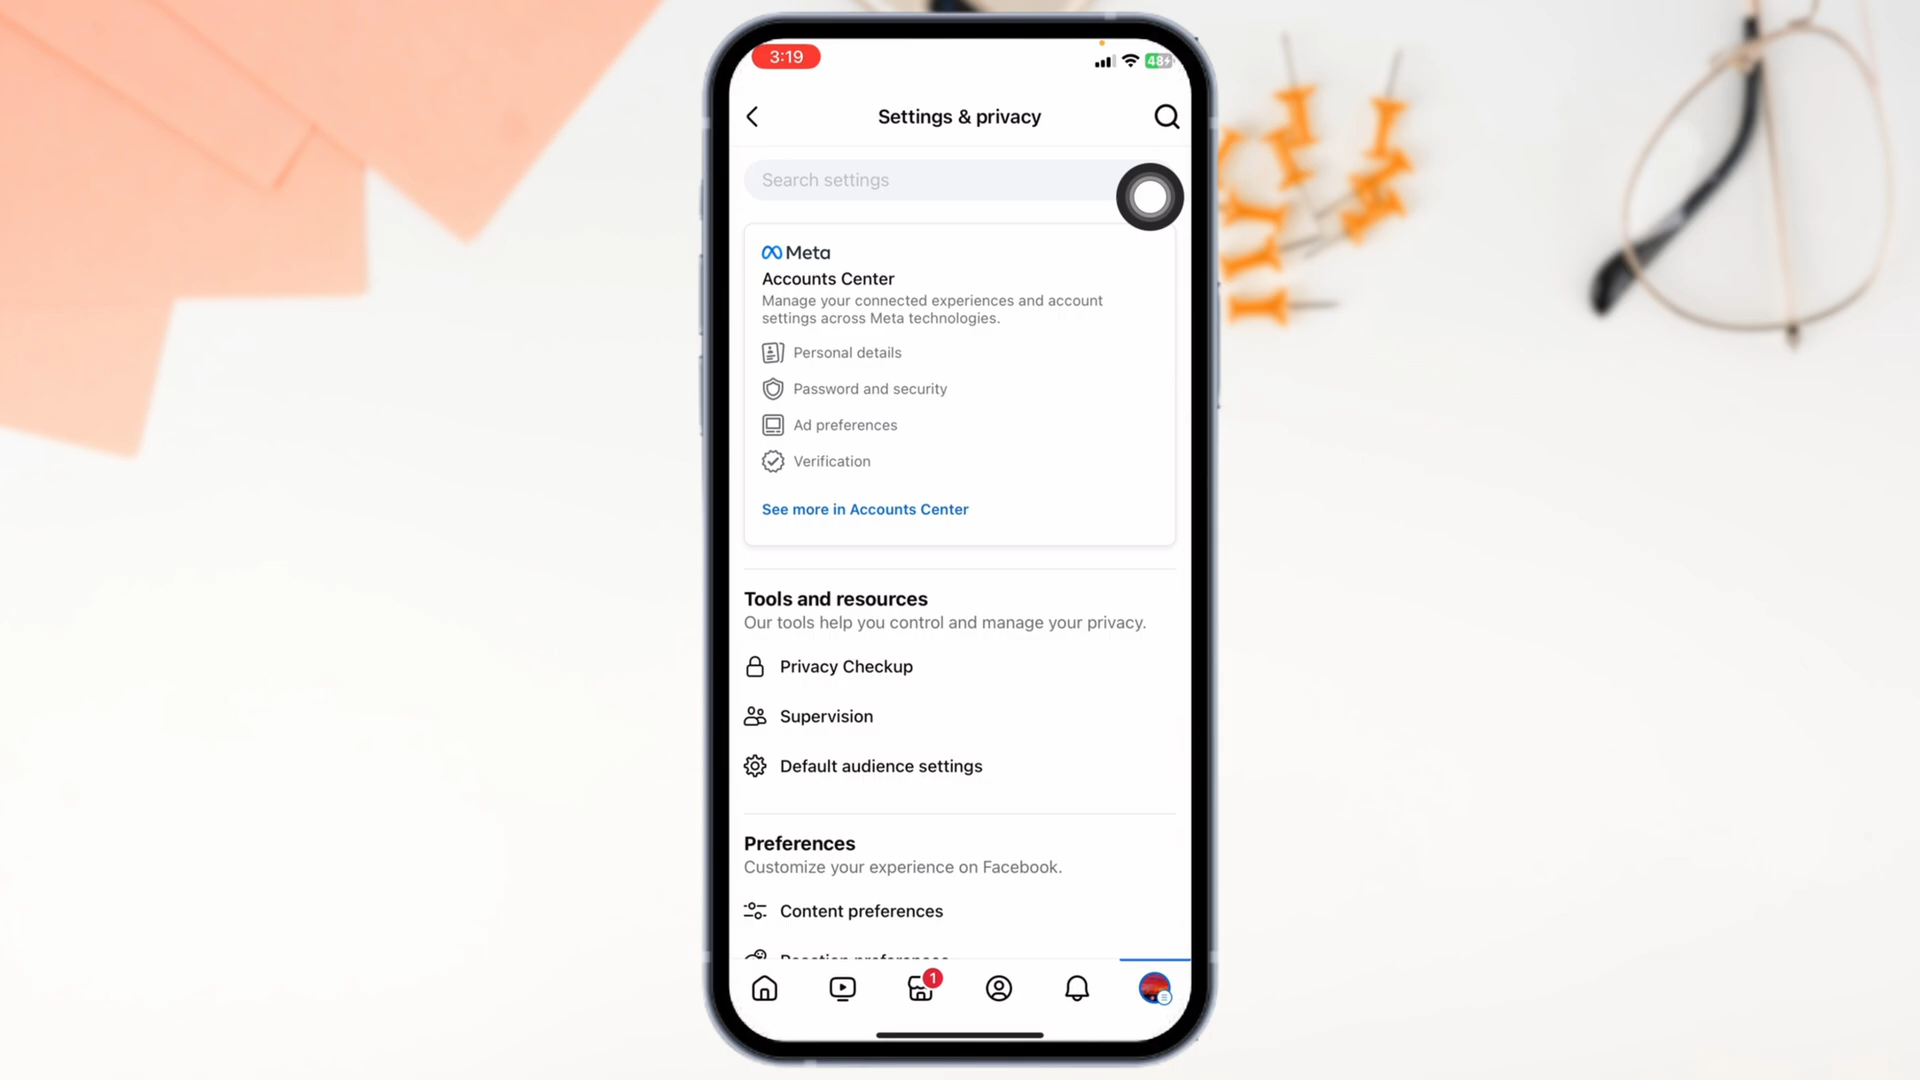 3:19
48
Settings & privacy
Search settings
Meta
Accounts Center
Manage your connected experiences and account
settings across Meta technologies.
Personal details
Password and security
Ad preferences
Verification
See more in Accounts Center
Tools and resources
Our tools help you control and manage your privacy.
Privacy Checkup
Supervision
Default audience settings
Preferences
Customize your experience on Facebook.
Content preferences
Reaction preferences
1